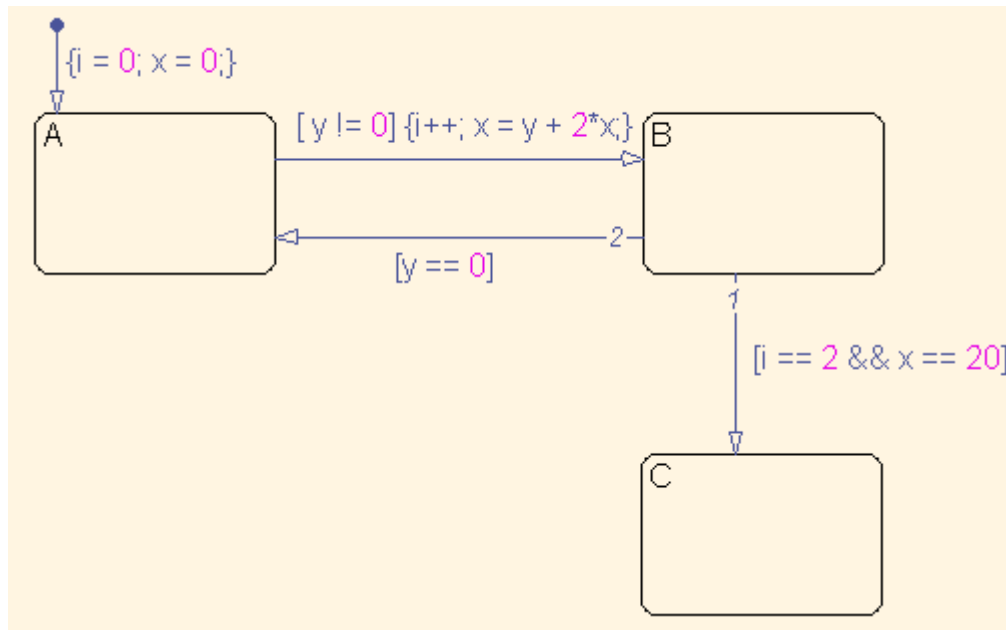 {i = 0; x = 0;}
A
[ y != 0] {i++; x = y + 2*x;}
B
2
[y == 0]
1
[i == 2 && x == 20]
C